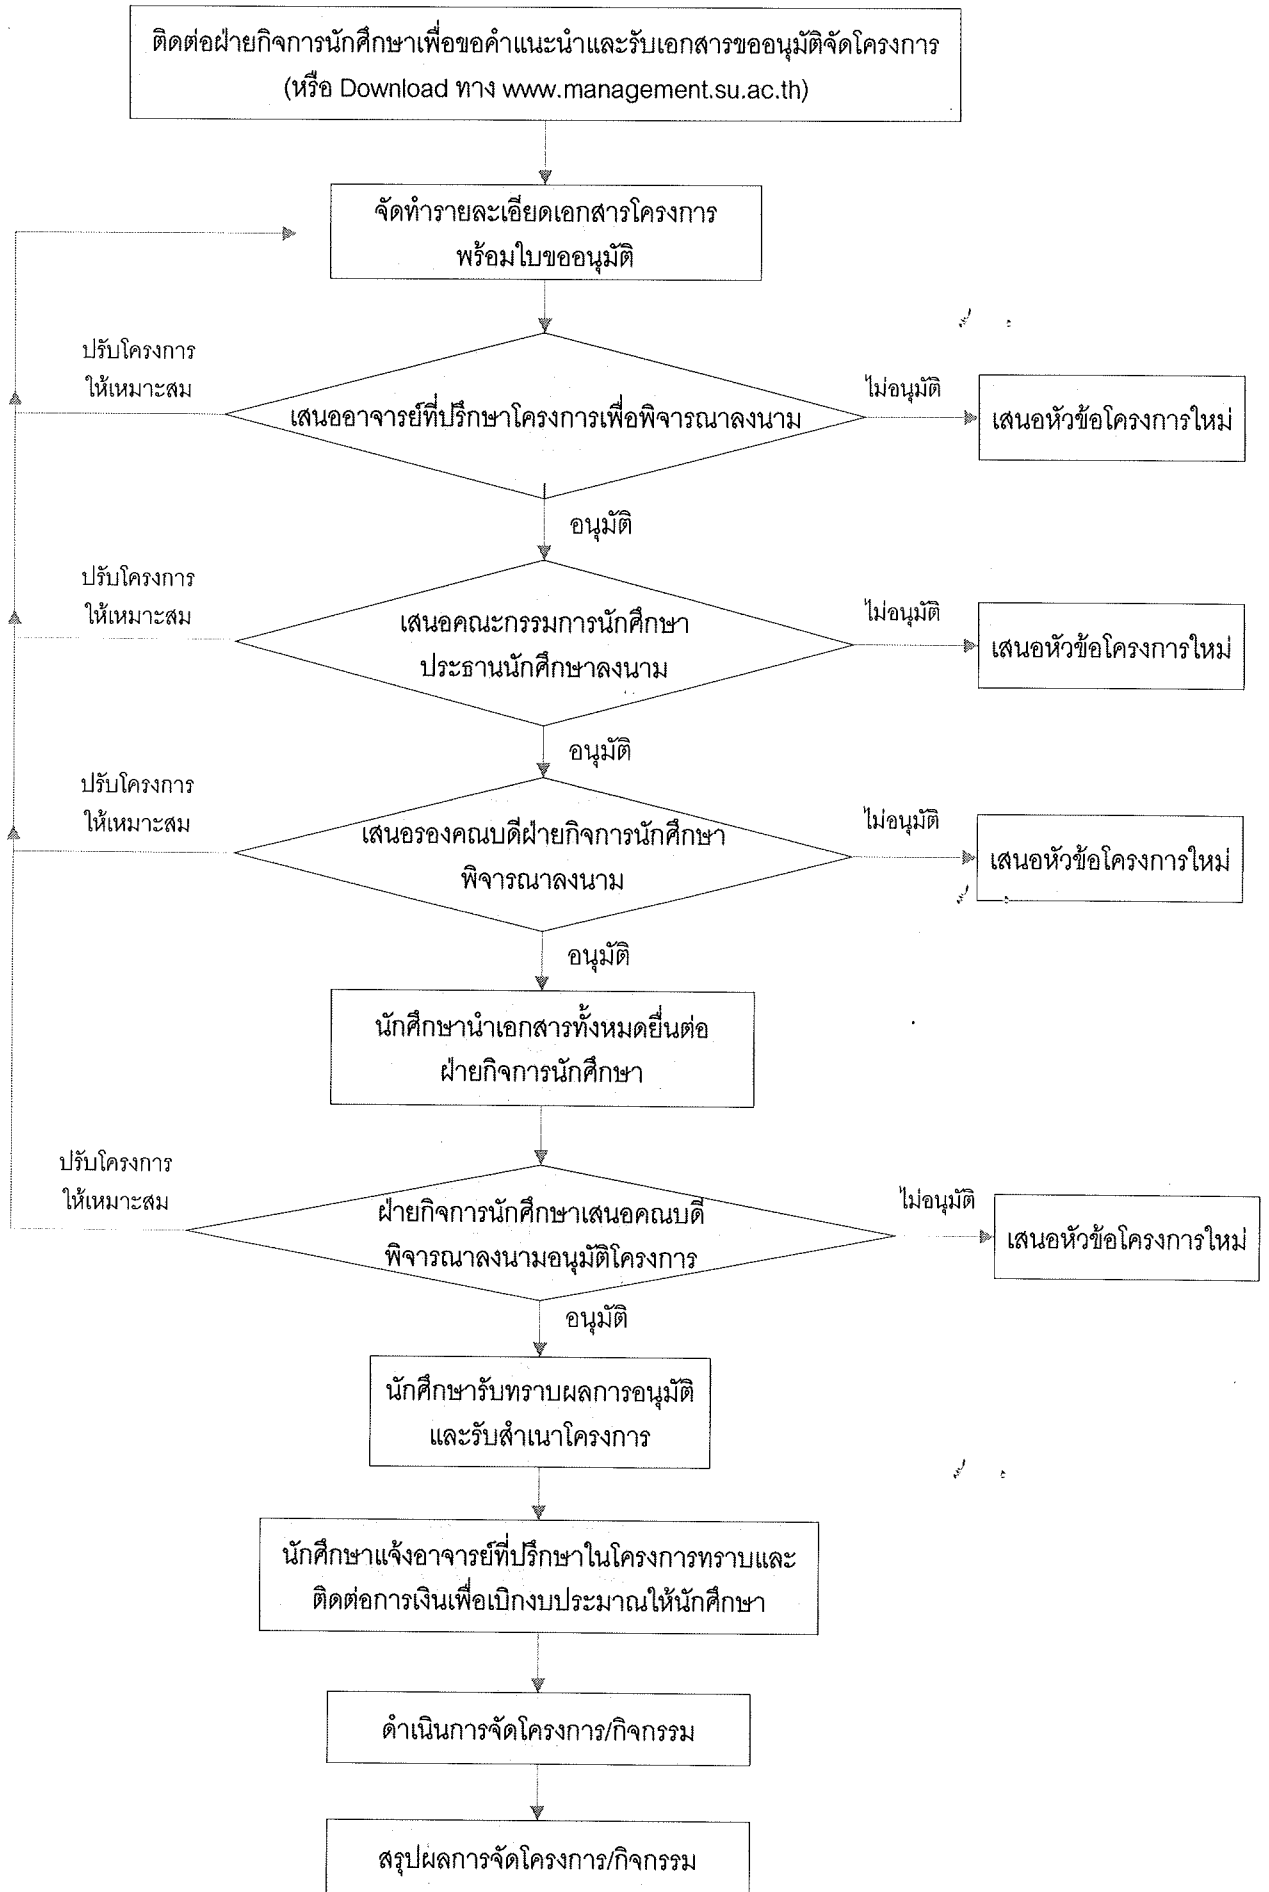 ติดต่อฝ่ายกิจการนักศึกษาเพื่อขอคำแนะนำและรับเอกสารขออนุมัติจัดโครงการ
(หรือ Download ทาง www.management.su.ac.th)
จัดทำรายละเอียดเอกสารโครงการ
พร้อมใบขออนุมัติ
ปรับโครงการ
ให้เหมาะสม
เสนออาจารย์ที่ปรึกษาโครงการเพื่อพิจารณาลงนาม
ไม่อนุมัติ
เสนอหัวข้อโครงการใหม่
อนุมัติ
ปรับโครงการ
ให้เหมาะสม
เสนอคณะกรรมการนักศึกษา
ประธานนักศึกษาลงนาม
ไม่อนุมัติ
เสนอหัวข้อโครงการใหม่
อนุมัติ
ปรับโครงการ
ให้เหมาะสม
เสนอรองคณบดีฝ่ายกิจการนักศึกษา
พิจารณาลงนาม
ไม่อนุมัติ
เสนอหัวข้อโครงการใหม่
อนุมัติ
นักศึกษานำเอกสารทั้งหมดยื่นต่อ
ฝ่ายกิจการนักศึกษา
ปรับโครงการ
ให้เหมาะสม
ฝ่ายกิจการนักศึกษาเสนอคณบดี
พิจารณาลงนามอนุมัติโครงการ
ไม่อนุมัติ
เสนอหัวข้อโครงการใหม่
อนุมัติ
นักศึกษารับทราบผลการอนุมัติ
และรับสำเนาโครงการ
นักศึกษาแจ้งอาจารย์ที่ปรึกษาในโครงการทราบและ
ติดต่อการเงินเพื่อเบิกงบประมาณให้นักศึกษา
ดำเนินการจัดโครงการ/กิจกรรม
สรุปผลการจัดโครงการ/กิจกรรม